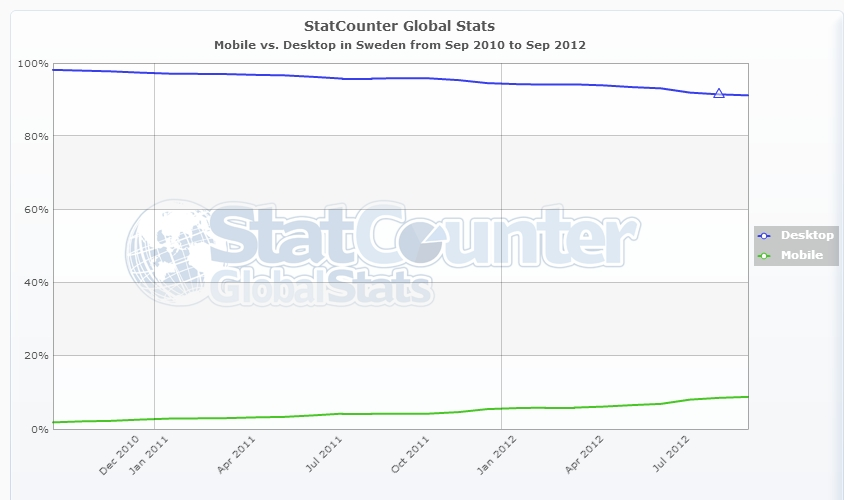 StatCounter Global Stats
Mobile vs. Desktop in Sweden from Sep 2010 to Sep 2012
100%
80%
60%
40%
20%
0%
StatCounter
GlobalStats
Desktop
Mobile
Dec 2010
Jan 2011
Apr 2011
Jul 2011
Oct 2011
Jan 2012
Apr 2012
Jul 2012